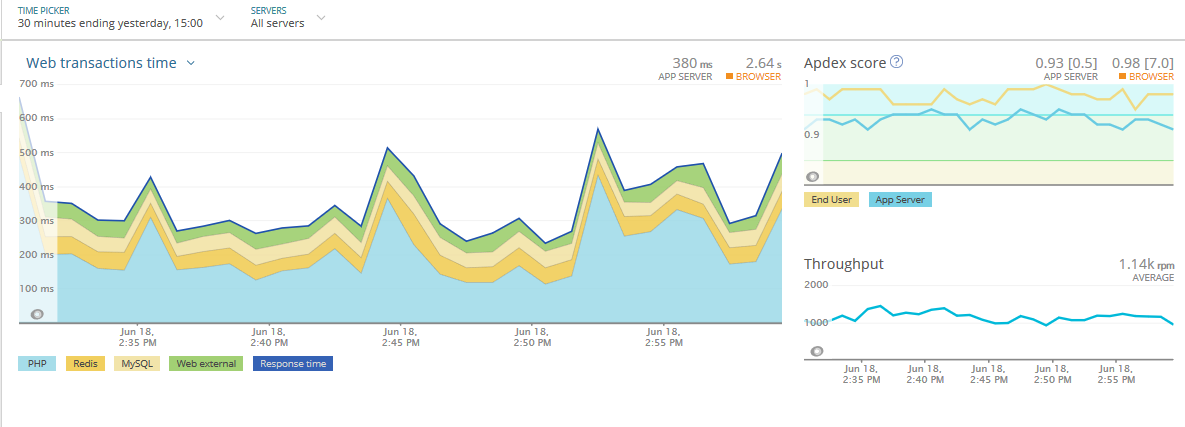 TIME PICKER
30 minutes ending yesterday, 15:00
SERVERS
All servers
Web transactions time
380 ms
APP SERVER
2.64 s
BROWSER
700 ms
600 ms
500 ms
400 ms
300 ms
200 ms
100 ms
Jun 18,
2:35 PM
Jun 18,
2:40 PM
Jun 18,
2:45 PM
Jun 18,
2:50 PM
Jun 18,
2:55 PM
PHP
Redis
MySQL
Web external
Response time
Apdex score ?
0.93 [0.5]
APP SERVER
0.98 [7.0]
BROWSER
1
0.9
End User
App Server
Throughput
1.14k rpm
AVERAGE
2000
1000
Jun 18,
2:35 PM
Jun 18,
2:40 PM
Jun 18,
2:45 PM
Jun 18,
2:50 PM
Jun 18,
2:55 PM